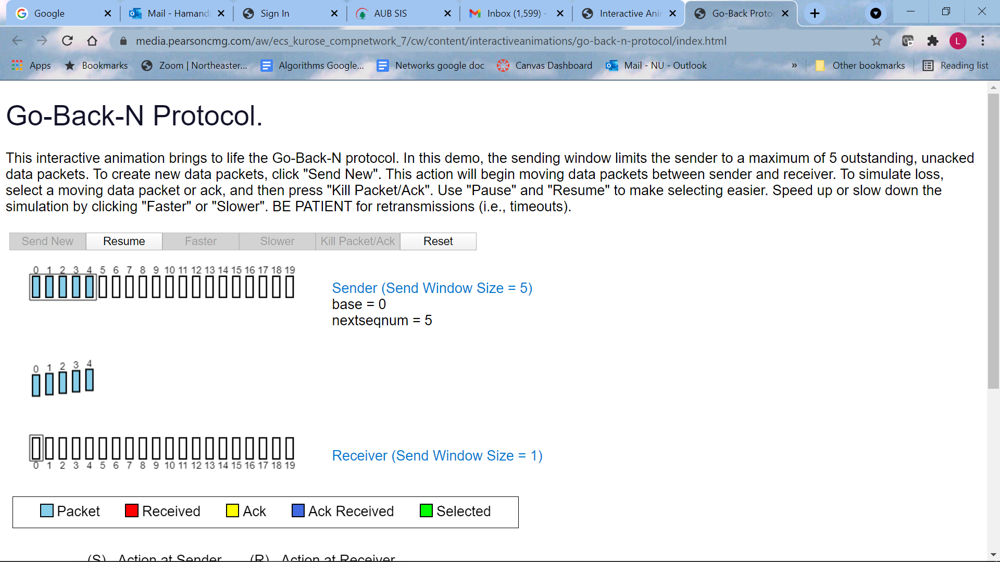 Google Mail - Hamandi Sign In AUB SIS Inbox (1,599) - Interactive Anir Go-Back Proto
media.pearsoncmg.com/aw/ecs_kurose_compnetwork_7/cw/content/interactiveanimations/go-back-n-protocol/index.html L
Apps Bookmarks Zoom | Northeaster... Algorithms Google... Networks google doc Canvas Dashboard Mail - NU - Outlook » Other bookmarks Reading list
Go-Back-N Protocol.
This interactive animation brings to life the Go-Back-N protocol. In this demo, the sending window limits the sender to a maximum of 5 outstanding, unacked
data packets. To create new data packets, click "Send New". This action will begin moving data packets between sender and receiver. To simulate loss,
select a moving data packet or ack, and then press "Kill Packet/Ack". Use "Pause" and "Resume" to make selecting easier. Speed up or slow down the
simulation by clicking "Faster" or "Slower". BE PATIENT for retransmissions (i.e., timeouts).
Send New Resume Faster Slower Kill Packet/Ack Reset
0 1 2 3 4 5 6 7 8 9 10 11 12 13 14 15 16 17 18 19
Sender (Send Window Size = 5)
base = 0
nextseqnum = 5
0 1 2 3 4
Receiver (Send Window Size = 1)
0 1 2 3 4 5 6 7 8 9 10 11 12 13 14 15 16 17 18 19
Packet Received Ack Ack Received Selected
(S) Action at Sender (R) Action at Receiver